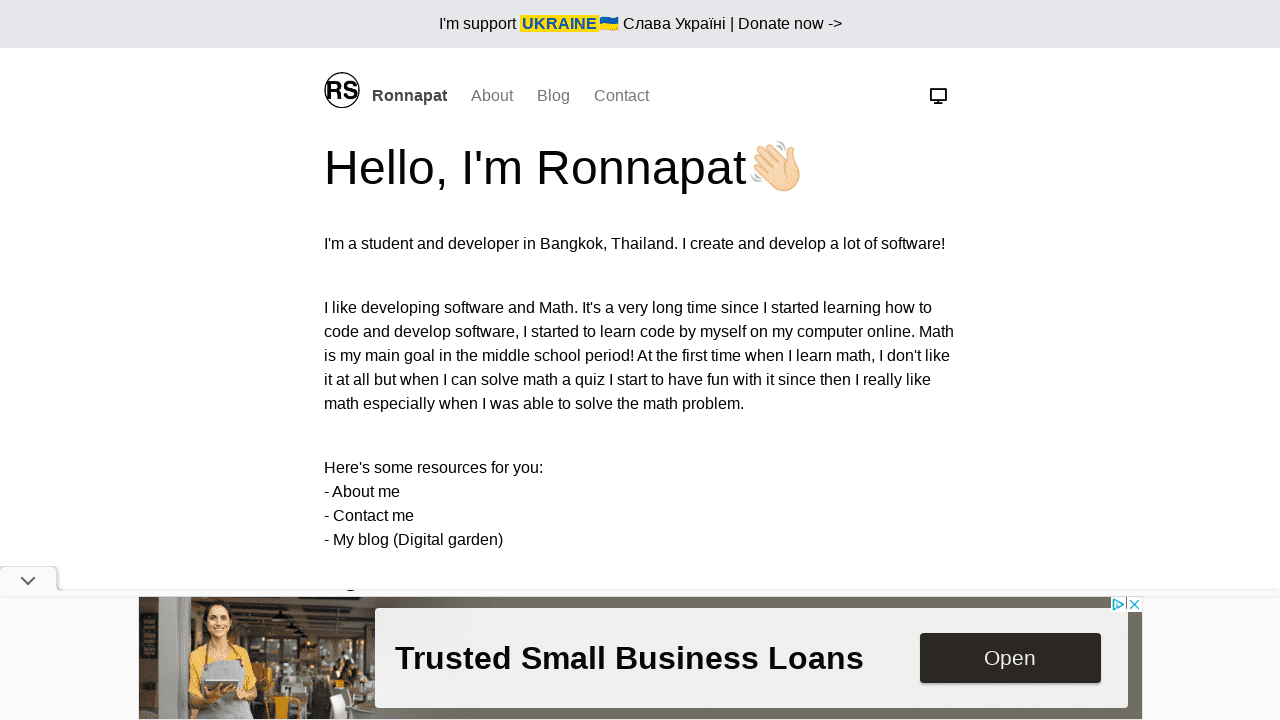 I'm support UKRAINE🇺🇦 Слава Україні | Donate now ->
RS Ronnapat About Blog Contact
Hello, I'm Ronnapat👋🏻
I'm a student and developer in Bangkok, Thailand. I create and develop a lot of software!
I like developing software and Math. It's a very long time since I started learning how to
code and develop software, I started to learn code by myself on my computer online. Math
is my main goal in the middle school period! At the first time when I learn math, I don't like
it at all but when I can solve math a quiz I start to have fun with it since then I really like
math especially when I was able to solve the math problem.
Here's some resources for you:
- About me
- Contact me
- My blog (Digital garden)
Trusted Small Business Loans
Open